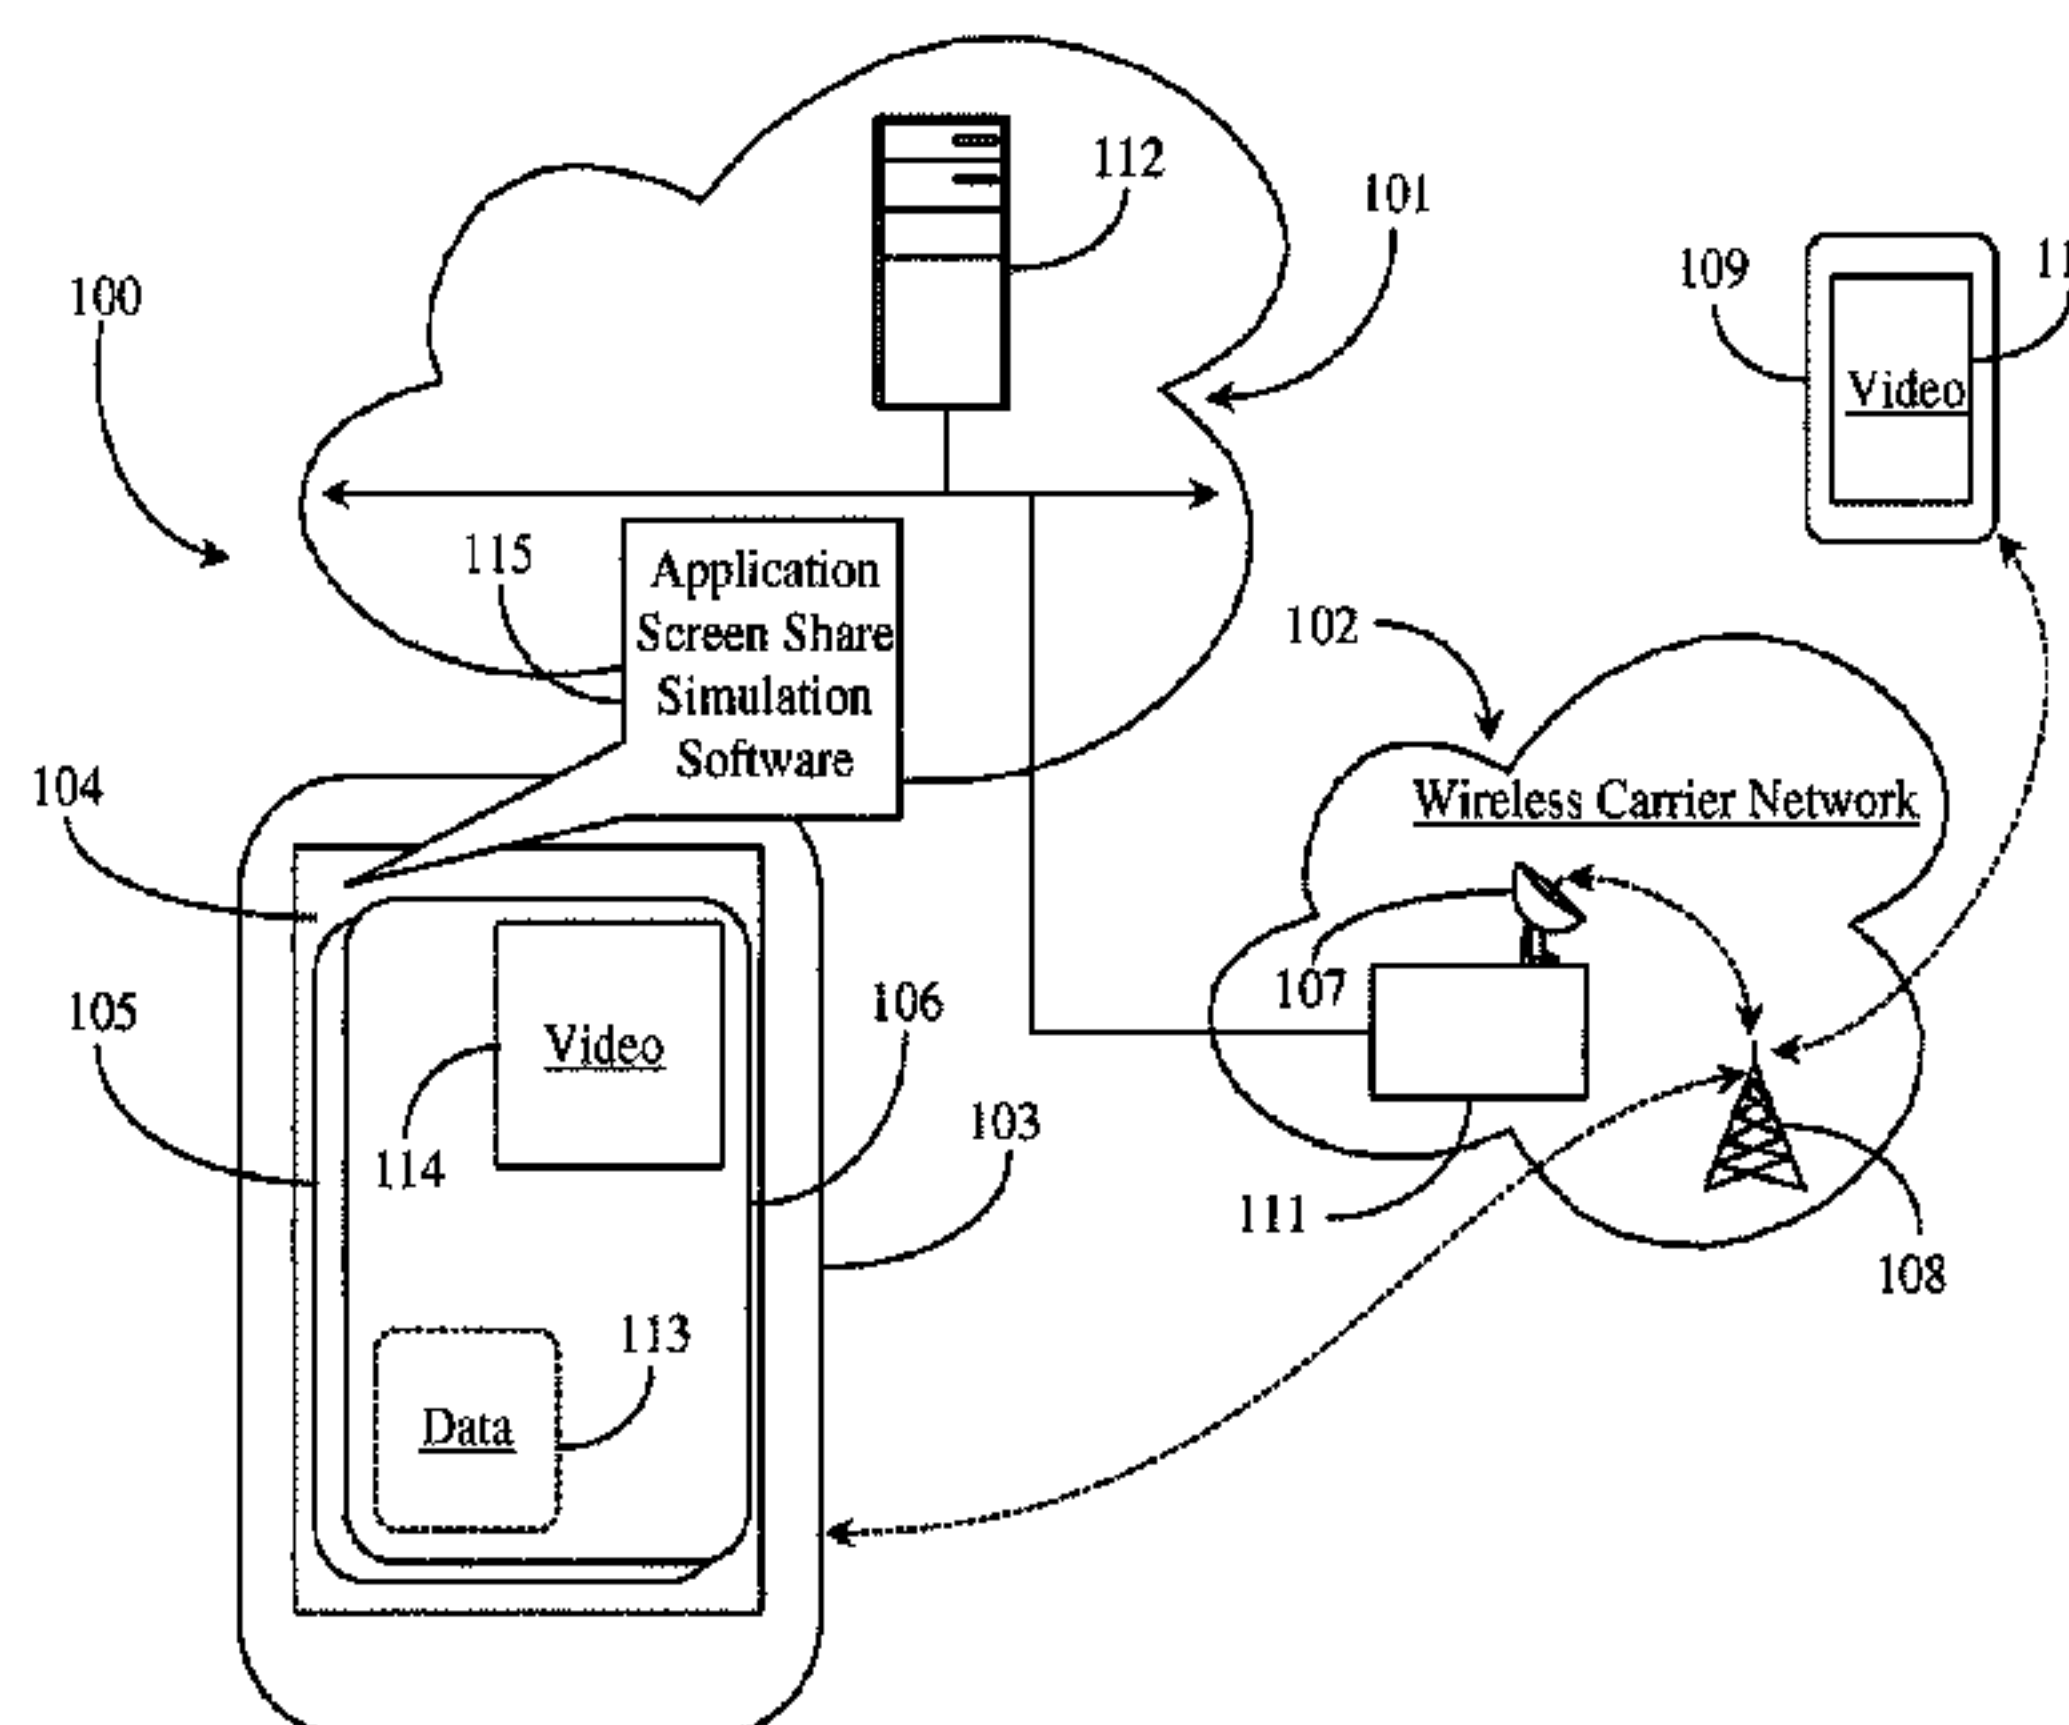 112
101
109
100
Video
115
Application
Screen Share
Simulation
Software
102
104
Wireless Carrier Network
107
105
106
Video
103
114
111
108
113
Data